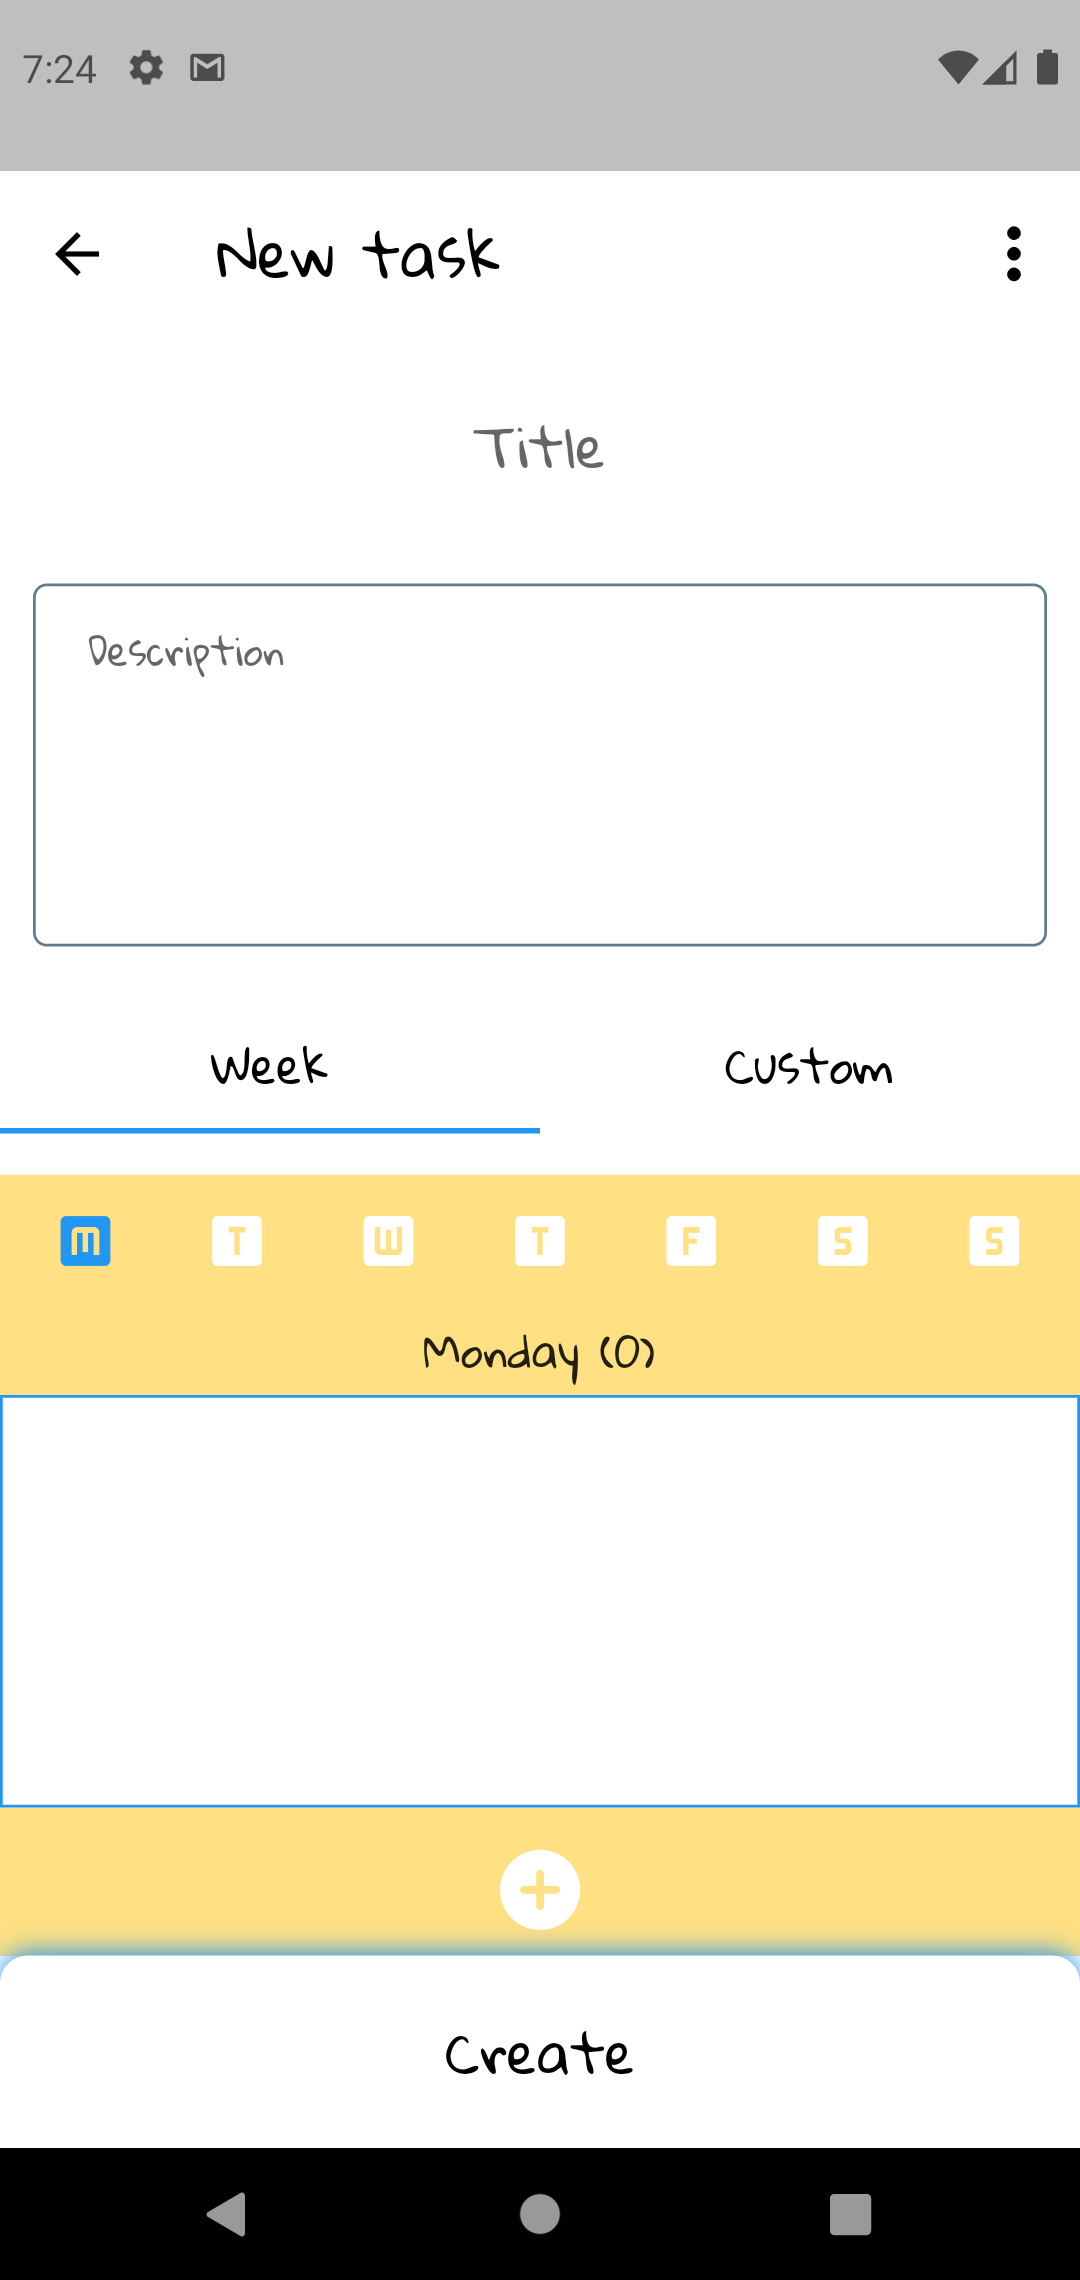 7:24
New task
Title
Description
Week Custom
M T W T F S S
Monday (0)
Create